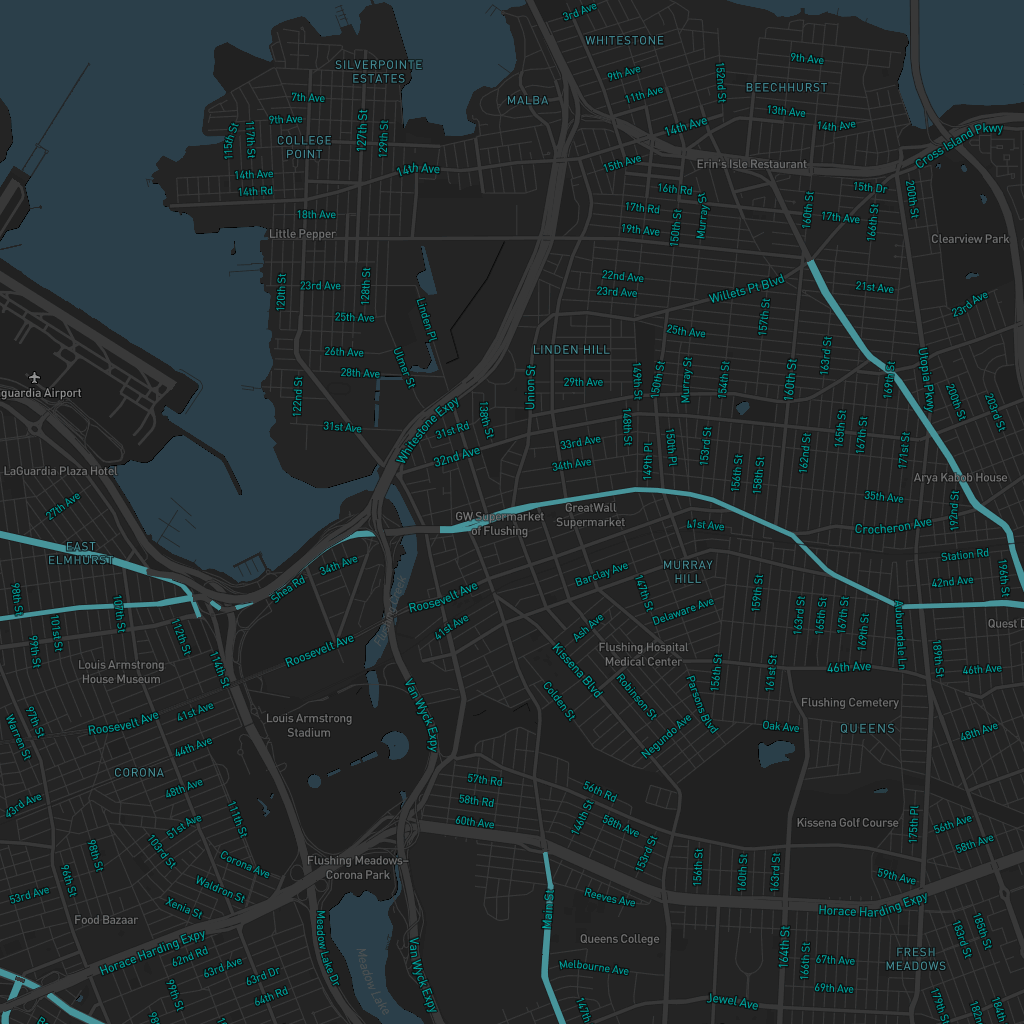 3rd Ave
WHITESTONE
9th Ave
SILVERPOINTE
ESTATES
152nd St
9th Ave
11th Ave
BEECHHURST
7th Ave
MALBA
13th Ave
9th Ave
127th St
129th St
115th St
117th St
COLLEGE
POINT
14th Ave
14th Ave
Cross Island Pkwy
14th Ave
15th Ave
Erin's Isle Restaurant
14th Ave
14th Rd
16th Rd
15th Dr
200th St
17th Rd
Murray St
150th St
160th St
17th Ave
166th St
18th Ave
19th Ave
Little Pepper
Clearview Park
22nd Ave
23rd Ave
Willets Pt Blvd
21st Ave
23rd Ave
120th St
23rd Ave
128th St
25th Ave
Linden Pl
157th St
25th Ave
163rd St
26th Ave
LINDEN HILL
28th Ave
Ulmer St
Union St
29th Ave
146th St
150th St
Murray St
154th St
160th St
169th St
Utopia Pkwy
200th St
203rd St
guardia Airport
122nd St
31st Ave
Whitestone Expy
31st Rd
138th St
148th St
149th Pl
150th Pl
153rd St
156th St
158th St
162nd St
165th St
167th St
171st St
33rd Ave
32nd Ave
34th Ave
LaGuardia Plaza Hotel
Arya Kabob House
27th Ave
35th Ave
192nd St
GreatWall
Supermarket
GW Supermarket
of Flushing
41st Ave
Crocheron Ave
EAST
ELMHURST
Station Rd
34th Ave
Shea Rd
MURRAY
HILL
Barclay Ave
42nd Ave
196th St
98th St
107th St
Roosevelt Ave
147th St
159th St
163rd St
165th St
167th St
169th St
Delaware Ave
Auburndale Ln
Quest D
99th St
101st St
112th St
41st Ave
Ash Ave
Roosevelt Ave
Flushing Hospital
Medical Center
189th St
Louis Armstrong
House Museum
114th St
Kissena Blvd
156th St
161st St
46th Ave
46th Ave
Colden St
Robinson St
Parsons Blvd
Flushing Cemetery
Van Wyck Expy
Louis Armstrong
Stadium
97th St
Warren St
Roosevelt Ave
41st Ave
Negundo Ave
Oak Ave
QUEENS
48th Ave
44th Ave
CORONA
48th Ave
57th Rd
56th Rd
43rd Ave
58th Rd
60th Ave
146th St
58th Ave
111th St
51st Ave
Kissena Golf Course
175th Pl
56th Ave
58th Ave
98th St
103rd St
Corona Ave
Flushing Meadows–
Corona Park
153rd St
156th St
160th St
163rd St
59th Ave
96th St
53rd Ave
Waldron St
Xenia St
Reeves Ave
Horace Harding Expy
Food Bazaar
Main St
Meadow Lake Dr
Van Wyck Expy
Horace Harding Expy
62nd Rd
63rd Ave
63rd Dr
64th Rd
99th St
Meadow Lake
Queens College
Melbourne Ave
164th St
166th St
67th Ave
69th Ave
FRESH
MEADOWS
183rd St
185th St
Jewel Ave
147th
179th St
182nd
184th